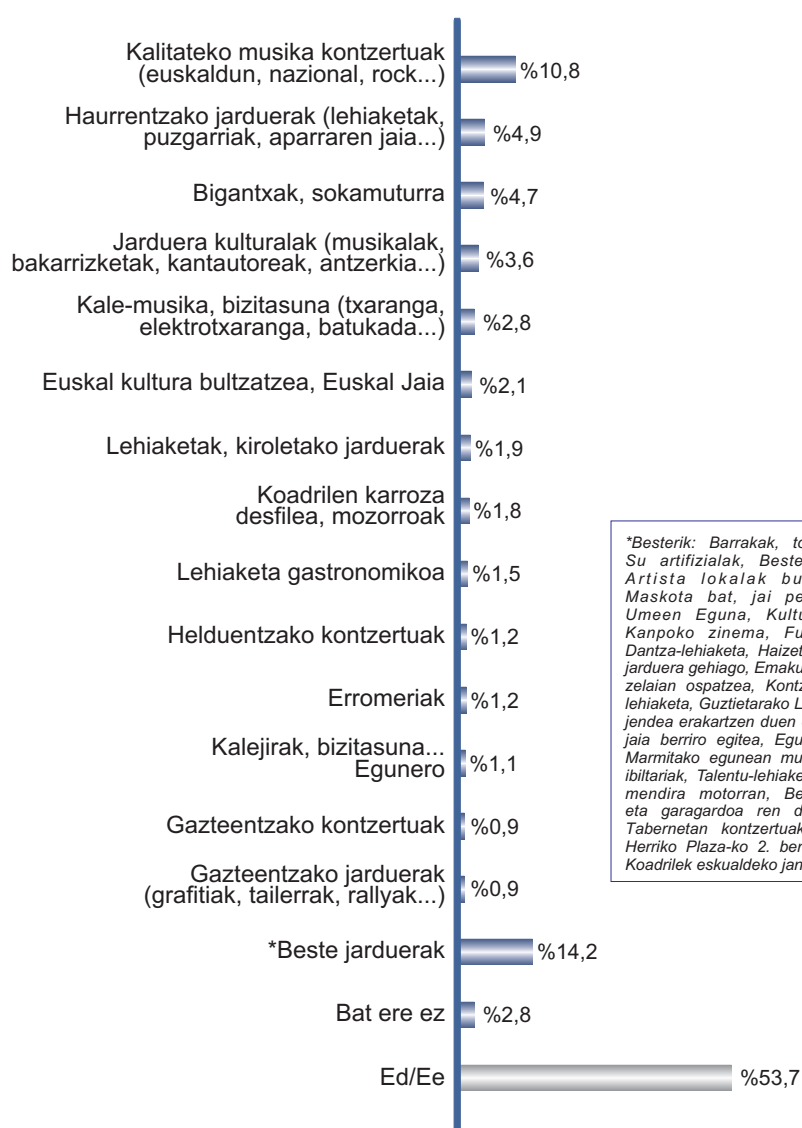 Kalitateko musika kontzertuak
(euskaldun, nazional, rock...)
%10,8
Haurrentzako jarduerak (lehiaketak,
puzgarriak, aparraren jaia...)
%4,9
Bigantxak, sokamuturra
%4,7
Jarduera kulturalak (musikalak,
bakarrizketak, kantautoreak, antzerkia...)
%3,6
Kale-musika, bizitasuna (txaranga,
elektrotxaranga, batukada...)
%2,8
Euskal kultura bultzatzea, Euskal Jaia
%2,1
Lehiaketak, kiroletako jarduerak
%1,9
Koadrilen karroza
desfilea, mozorroak
%1,8
Lehiaketa gastronomikoa
%1,5
Helduentzako kontzertuak
%1,2
Erromeriak
%1,2
Kalejirak, bizitasuna...
Egunero
%1,1
Gazteentzako kontzertuak
%0,9
Gazteentzako jarduerak
(grafitiak, tailerrak, rallyak...)
%0,9
*Beste jarduerak
%14,2
Bat ere ez
%2,8
Ed/Ee
%53,7
*Besterik: Barrakak,
Su artifizialak,
Artista lokalak
Maskota bat, jai
Umeen Eguna,
Kanpoko zinema,
Dantza-lehiaketa,
jarduera gehiago,
zelaian ospatzea,
lehiaketa, Guztietarako
jendea erakartzen duen
jaia berriro egitea,
Marmitako egunean
ibiltariak,
mendira motorran,
eta garagardoa ren
Tabernetan
Herriko Plaza-ko 2.
Koadrilek eskualdeko